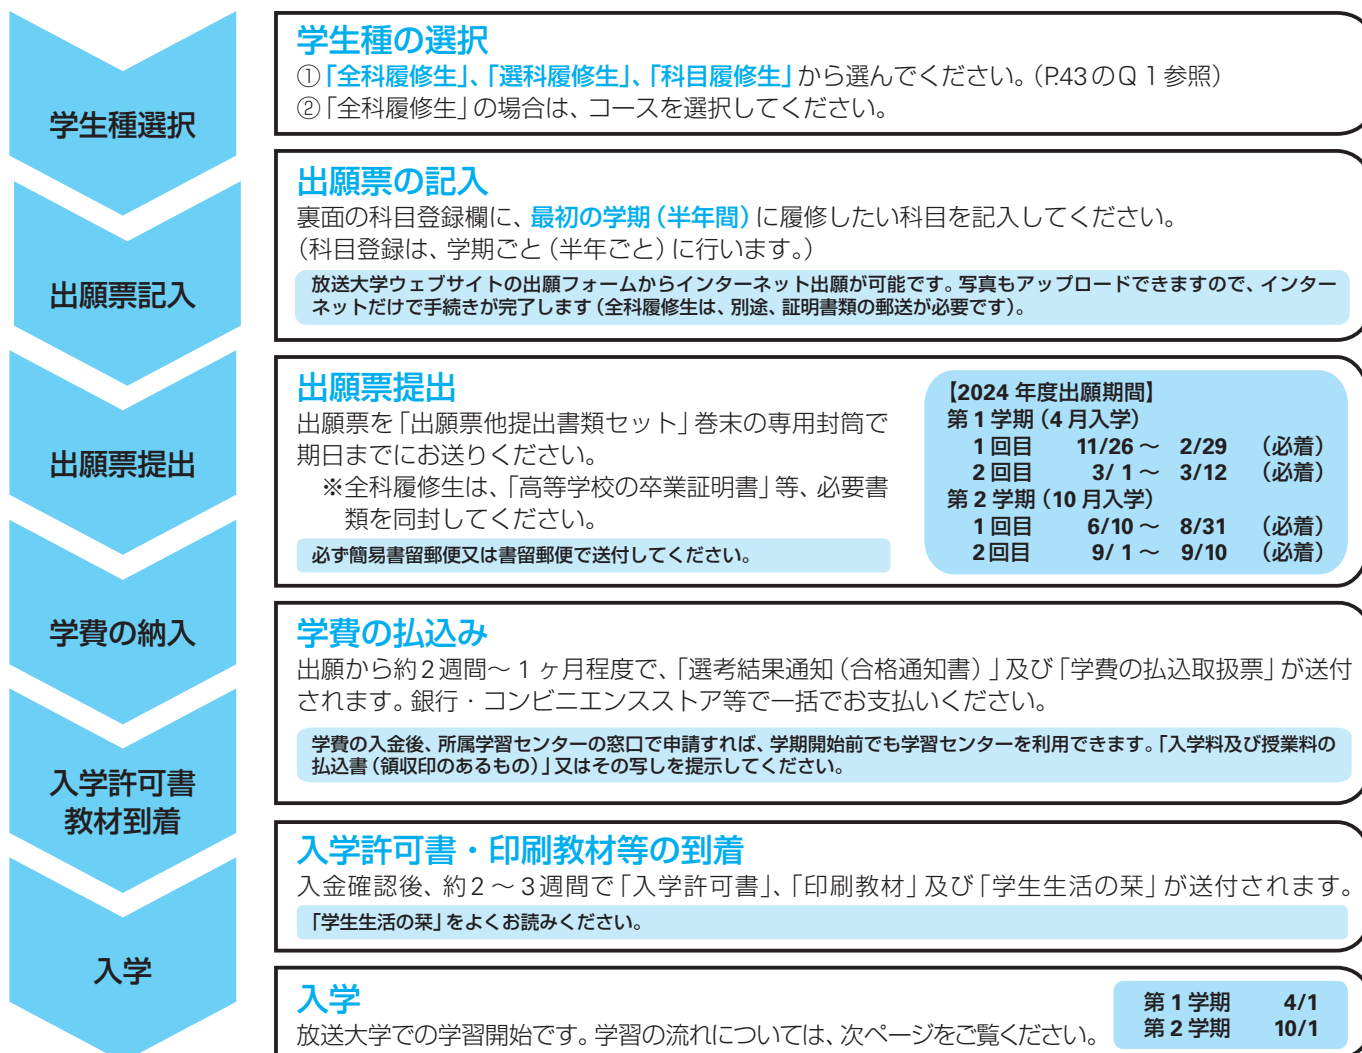 学生種選択
学生種の選択
①「全科履修生」、「選科履修生」、「科目履修生」から選んでください。(P.43のQ1参照)
②「全科履修生」の場合は、コースを選択してください。
出願票記入
出願票の記入
裏面の科目登録欄に、最初の学期(半年間)に履修したい科目を記入してください。
(科目登録は、学期ごと(半年ごと)に行います。)
放送大学ウェブサイトの出願フォームからインターネット出願が可能です。写真もアップロードできますので、インター
ネットだけで手続きが完了します(全科履修生は、別途、証明書類の郵送が必要です)。
出願票提出
出願票提出
出願票を「出願票他提出書類セット」巻末の専用封筒で
期日までにお送りください。
※全科履修生は、「高等学校の卒業証明書」等、必要書
類を同封してください。
必ず簡易書留郵便又は書留郵便で送付してください。
【2024年度出願期間】
第1学期(4月入学)
1回目 11/26～ 2/29 (必着)
2回目 3/ 1～ 3/12 (必着)
第2学期(10月入学)
1回目 6/10～ 8/31 (必着)
2回目 9/ 1～ 9/10 (必着)
学費の納入
学費の払込み
出願から約2週間～1ヶ月程度で、「選考結果通知(合格通知書)」及び「学費の払込取扱票」が送付
されます。銀行・コンビニエンスストア等で一括でお支払いください。
学費の入金後、所属学習センターの窓口で申請すれば、学期開始前でも学習センターを利用できます。「入学料及び授業料の
払込書(領収印のあるもの)」又はその写しを提示してください。
入学許可書
教材到着
入学許可書・印刷教材等の到着
入金確認後、約2～3週間で「入学許可書」、「印刷教材」及び「学生生活の栞」が送付されます。
「学生生活の栞」をよくお読みください。
入学
入学
放送大学での学習開始です。学習の流れについては、次ページをご覧ください。
第1学期 4/1
第2学期 10/1